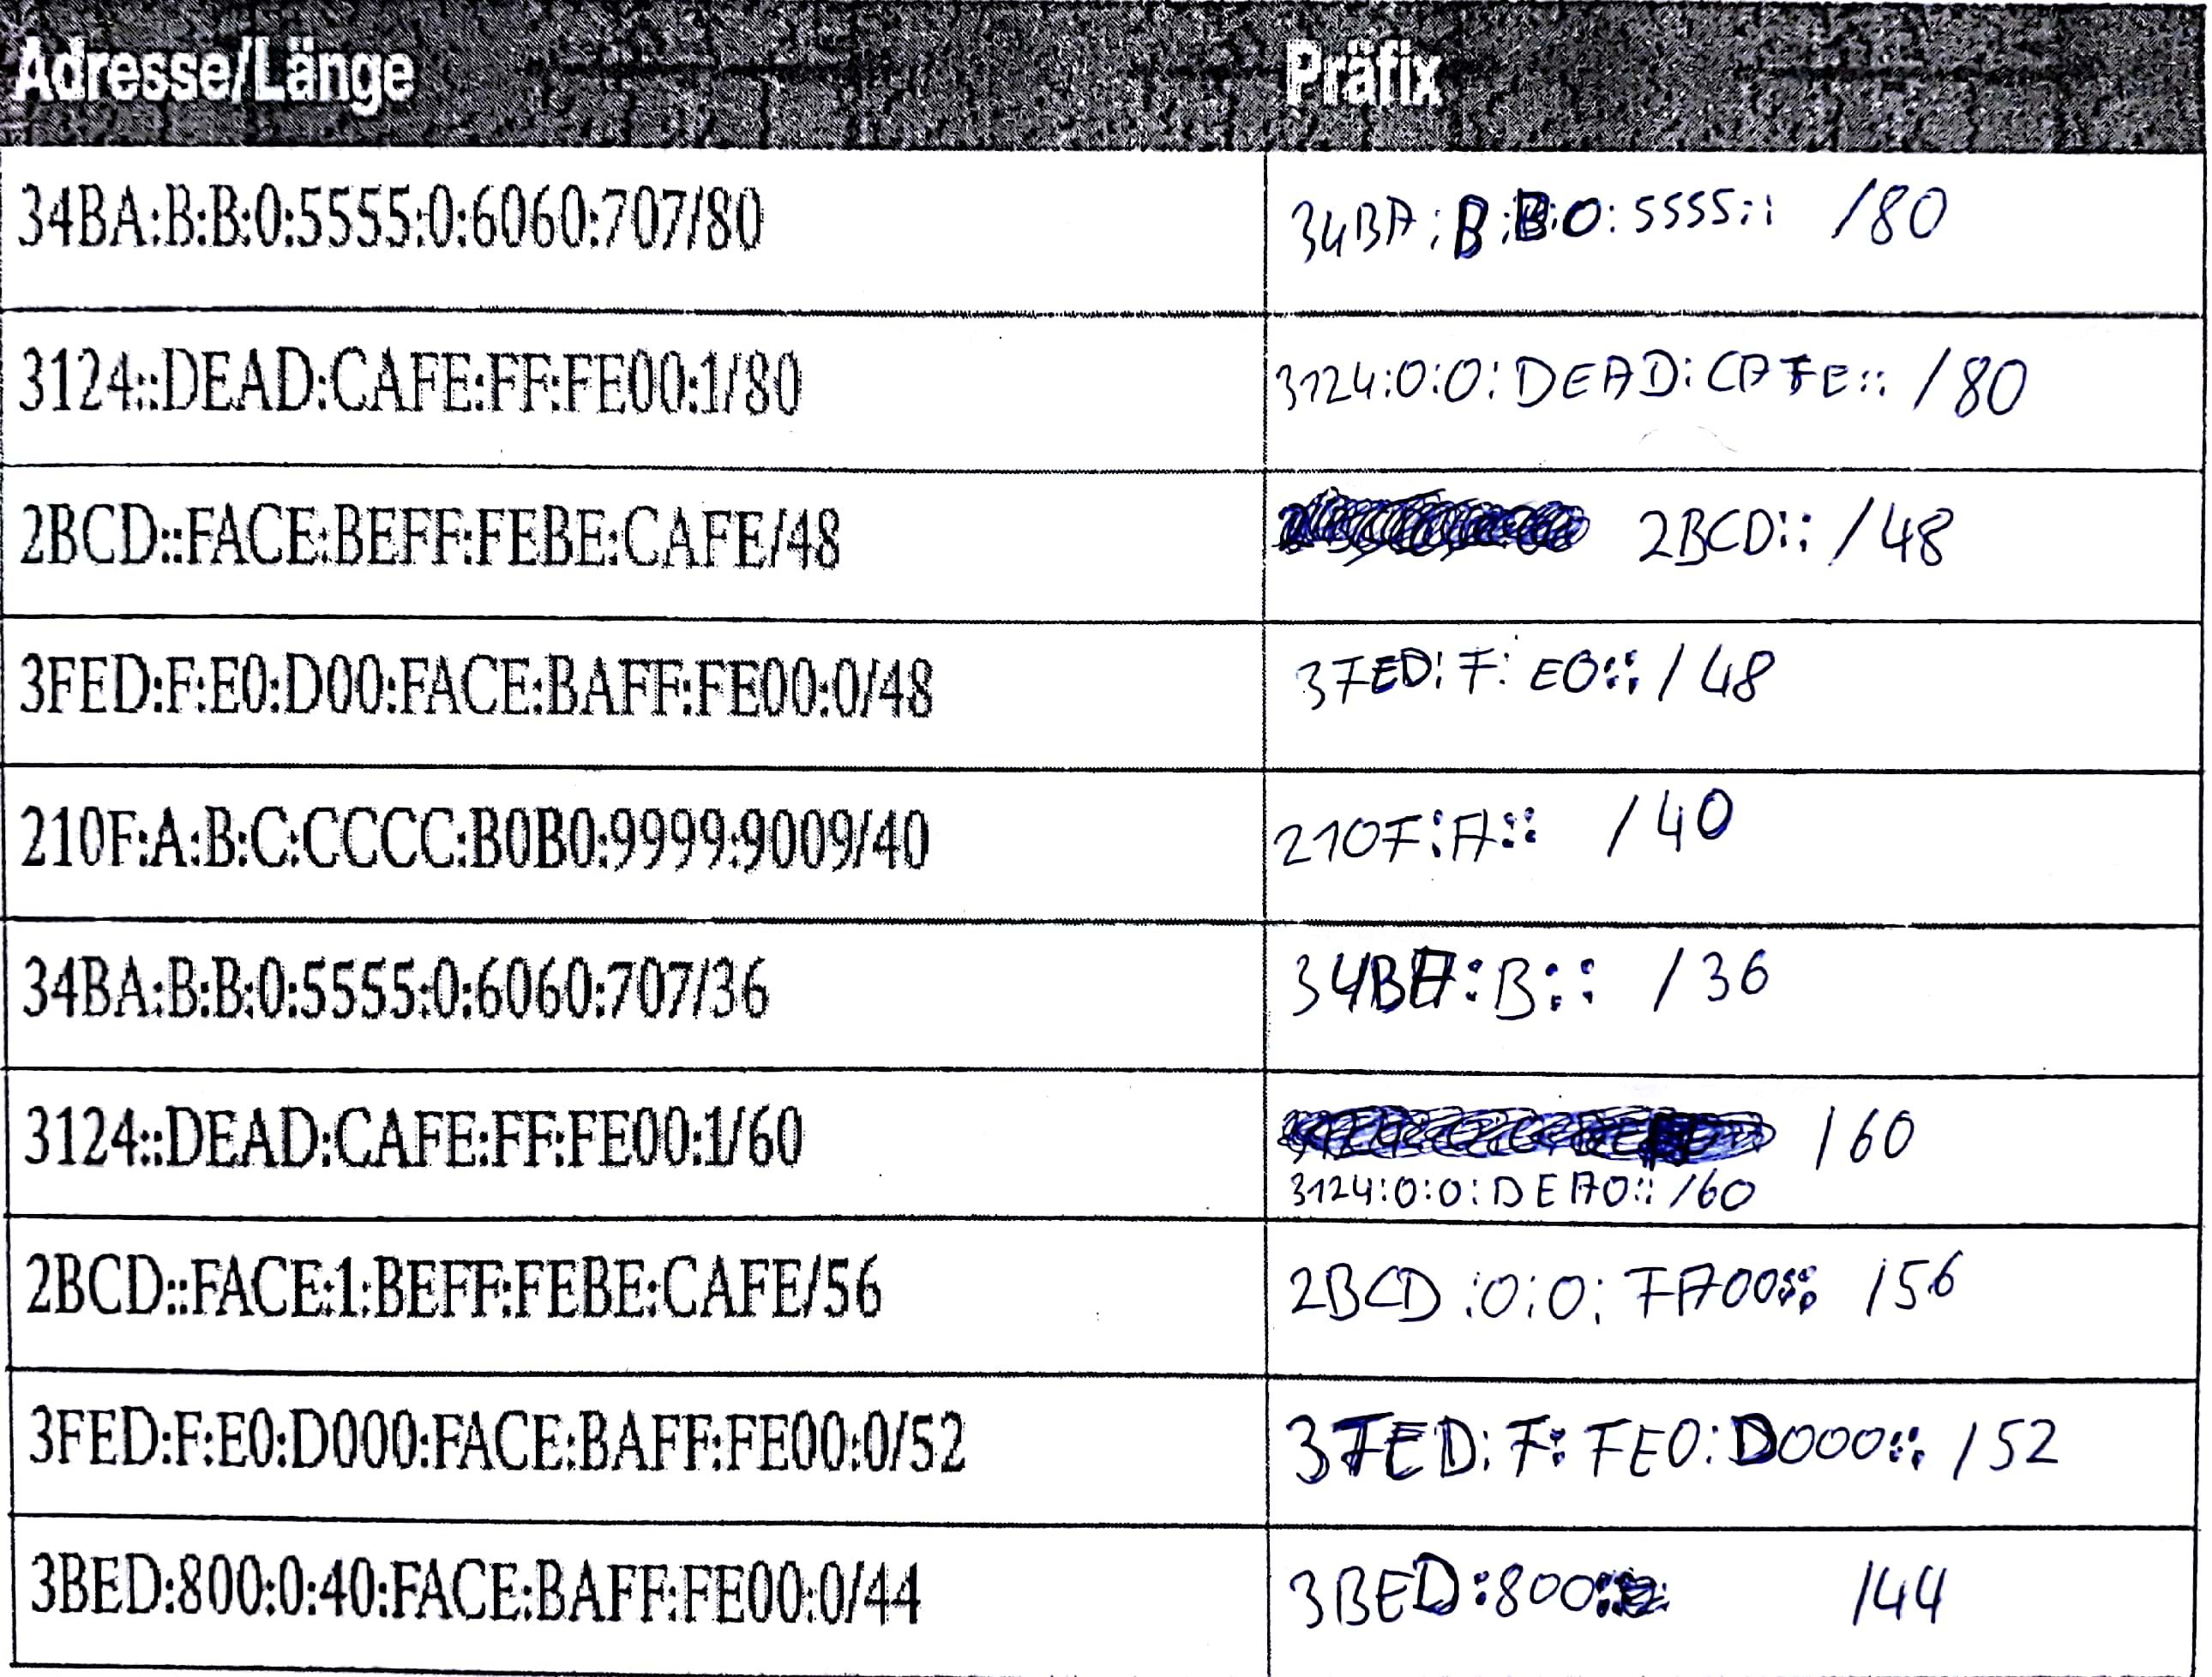 Adresse/Länge Präfix
34BA:B:B:0:5555:0:6060:707/80 34BA:B:B:0:5555:: /80
3124::DEAD:CAFE:FF:FE00:1/80 3124:0:0:DEAD:CAFE:: /80
2BCD::FACE:BEFF:FEBE:CAFE/48 2BCD:: /48
3FED:F:E0:D00:FACE:BAFF:FE00:0/48 3FED:F:E0:: /48
210F:A:B:C:CCCC:B0B0:9999:9009/40 210F:A:: /40
34BA:B:B:0:5555:0:6060:707/36 34BA:B:: /36
3124::DEAD:CAFE:FF:FE00:1/60 /60
3124:0:0:DEA0:: /60
2BCD::FACE:1:BEFF:FEBE:CAFE/56 2BCD:0:0:FA00:: /56
3FED:F:E0:D000:FACE:BAFF:FE00:0/52 3FED:F:FE0:D000:: /52
3BED:800:0:40:FACE:BAFF:FE00:0/44 3BED:800:: /44